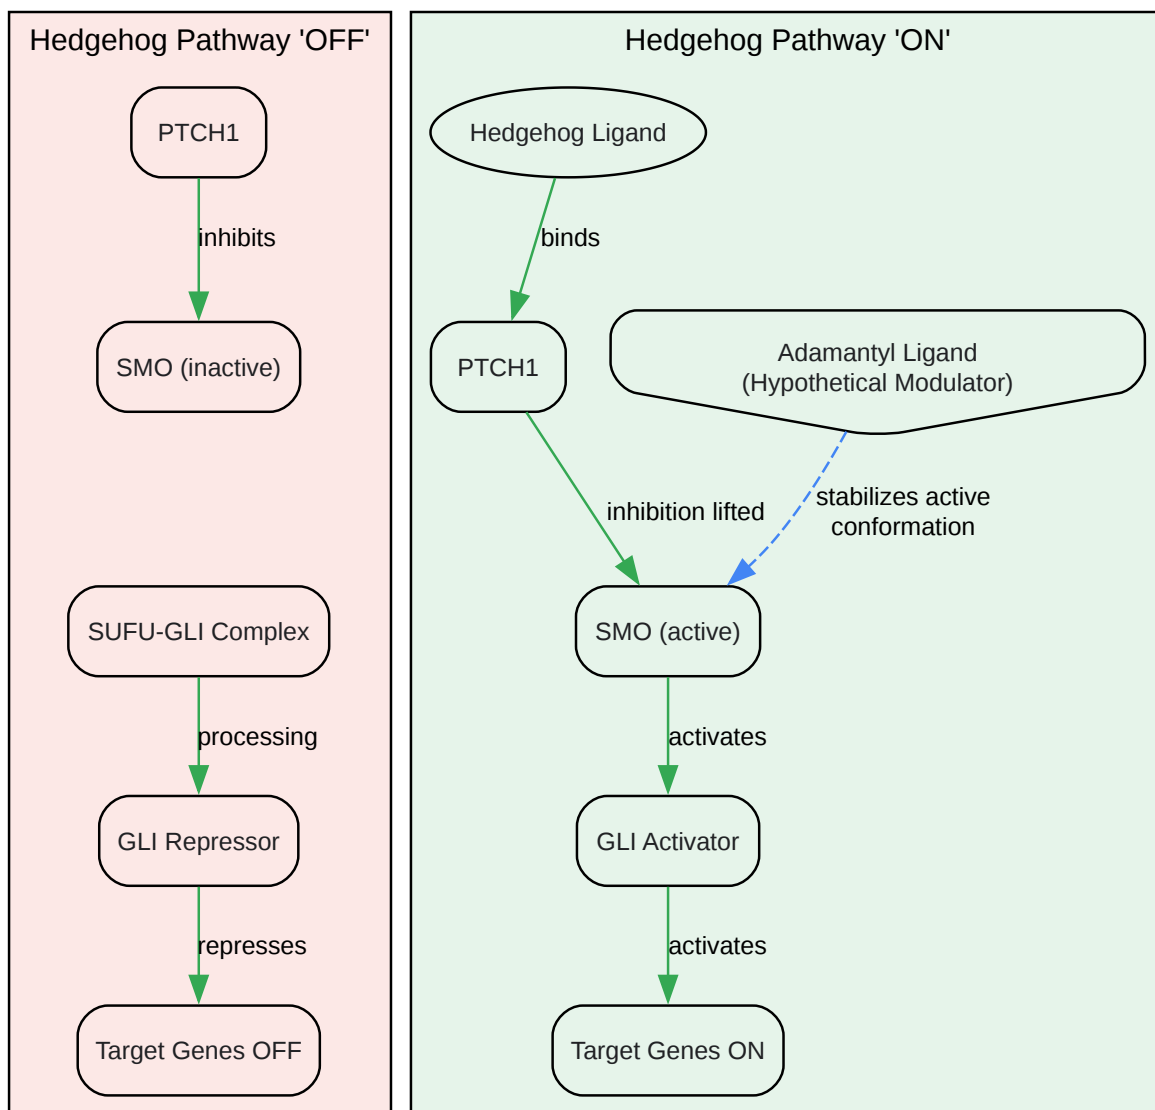 Hedgehog Pathway 'OFF'
PTCH1
inhibits
SMO (inactive)
SUFU-GLI Complex
processing
GLI Repressor
represses
Target Genes OFF
Hedgehog Pathway 'ON'
Hedgehog Ligand
binds
PTCH1
Adamantyl Ligand
(Hypothetical Modulator)
inhibition lifted
stabilizes active
conformation
SMO (active)
activates
GLI Activator
activates
Target Genes ON